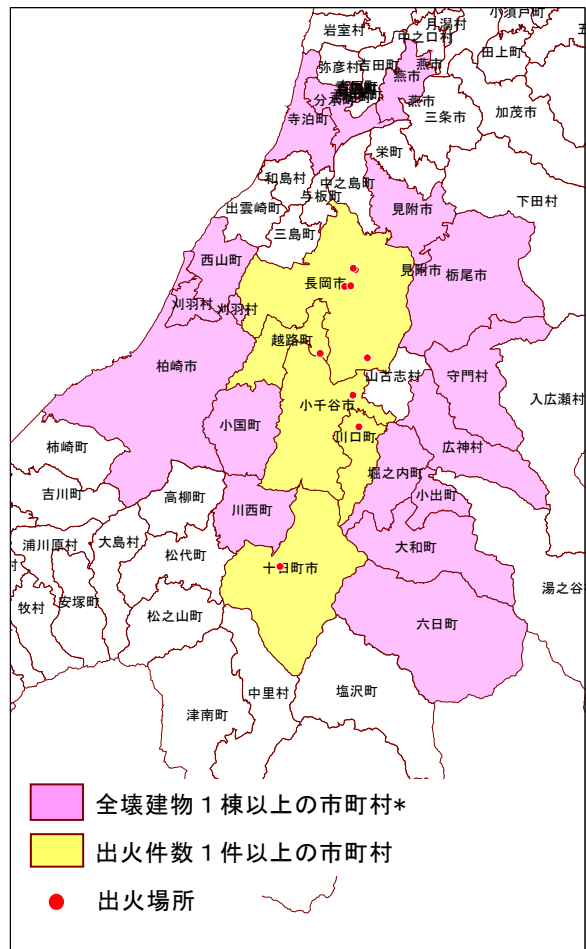 小須戸町
月潟村
岩室村
中之口村
田上町
弥彦村
吉田町
燕市
燕市
分水町
燕市
加茂市
寺泊町
三条市
栄町
和島村
中之島町
下田村
与板町
出雲崎町
見附市
三島町
西山町
見附市
栃尾市
長岡市
刈羽村
刈羽村
越路町
柏崎市
山古志村
守門村
入広瀬村
小千谷市
小国町
川口町
柿崎町
広神村
堀之内町
吉川町
高柳町
小出町
川西町
浦川原村
大島村
大和町
松代町
十日町市
湯之谷
村
牧村
安塚町
松之山町
六日町
中里村
塩沢町
津南町
全壊建物1棟以上の市町村*
出火件数1件以上の市町村
出火場所